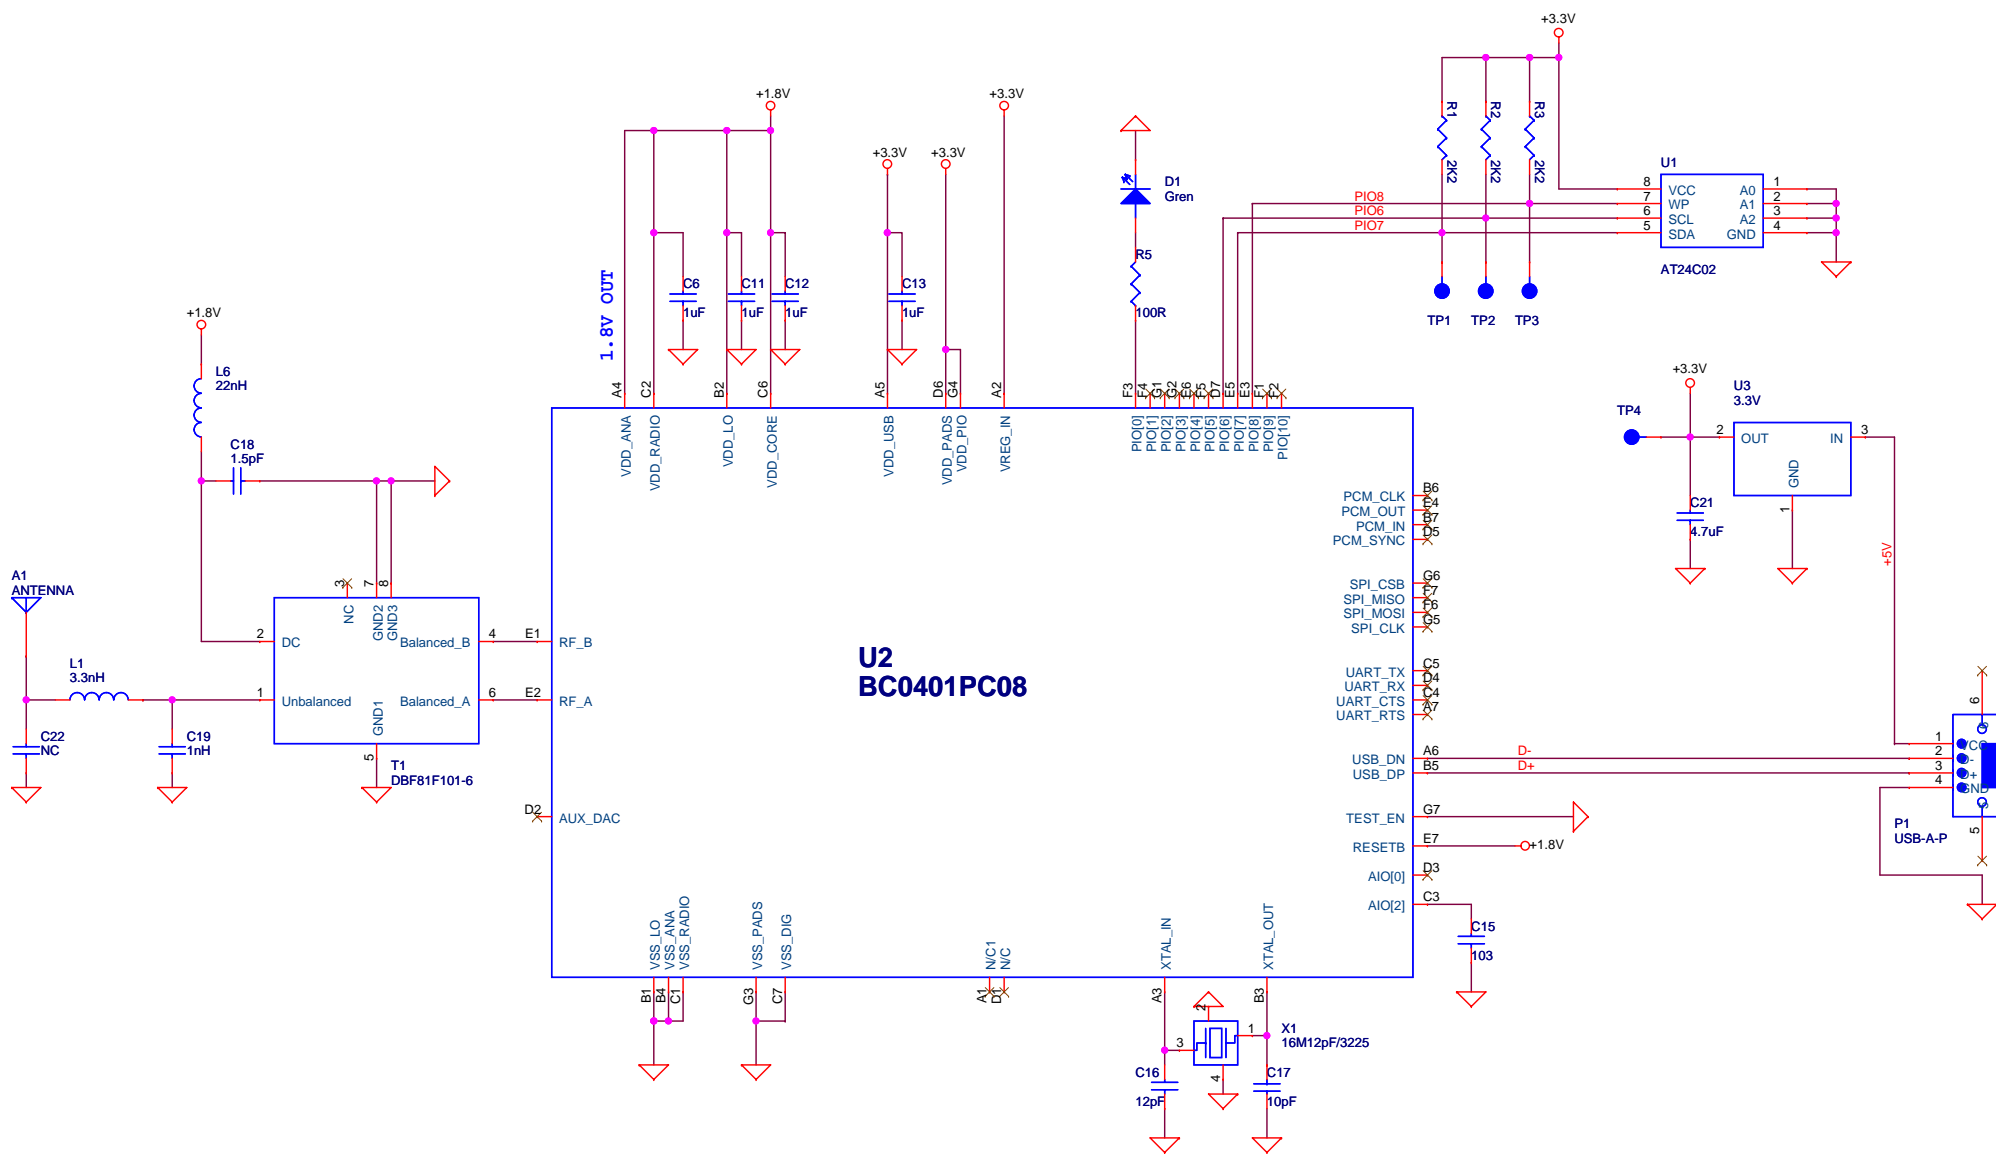 +3.3V
+1.8V
+3.3V
+3.3V
+3.3V
R1
2K2
R2
2K2
R3
2K2
U1
8
7
6
5
VCC
WP
SCL
SDA
A0
A1
A2
GND
1
2
3
4
AT24C02
D1
Gren
PIO8
PIO6
PIO7
R5
100R
TP1
TP2
TP3
1.8V OUT
C6
1uF
C11
1uF
C12
1uF
C13
1uF
+1.8V
L6
22nH
C18
1.5pF
A4
C2
B2
C6
A5
D6
G4
A2
F3
F4
G1
G2
E6
F5
D7
E5
E3
F1
F2
VDD_ANA
VDD_RADIO
VDD_LO
VDD_CORE
VDD_USB
VDD_PADS
VDD_PIO
VREG_IN
PIO[0]
PIO[1]
PIO[2]
PIO[3]
PIO[4]
PIO[5]
PIO[6]
PIO[7]
PIO[8]
PIO[9]
PIO[10]
+3.3V
TP4
U3
3.3V
2
OUT
IN
3
GND
1
C21
4.7uF
+5V
A1
ANTENNA
L1
3.3nH
C22
NC
C19
1nH
3
7
8
NC
GND2
GND3
2
DC
Balanced_B
4
1
Unbalanced
Balanced_A
6
GND1
5
T1
DBF81F101-6
E1
RF_B
E2
RF_A
D2
AUX_DAC
U2
BC0401PC08
PCM_CLK
B6
PCM_OUT
E4
PCM_IN
B7
PCM_SYNC
D5
SPI_CSB
G6
SPI_MISO
F7
SPI_MOSI
F6
SPI_CLK
G5
UART_TX
C5
UART_RX
D4
UART_CTS
C4
UART_RTS
A7
USB_DN
A6
D-
USB_DP
B5
D+
TEST_EN
G7
RESETB
E7
+1.8V
AIO[0]
D3
AIO[2]
C3
C15
103
6
1
2
3
4
VCC
D-
D+
GND
5
P1
USB-A-P
VSS_LO
VSS_ANA
VSS_RADIO
VSS_PADS
VSS_DIG
N/C1
N/C
XTAL_IN
XTAL_OUT
B1
B4
C1
G3
C7
A1
D1
A3
B3
2
3
1
4
X1
16M12pF/3225
C16
12pF
C17
10pF